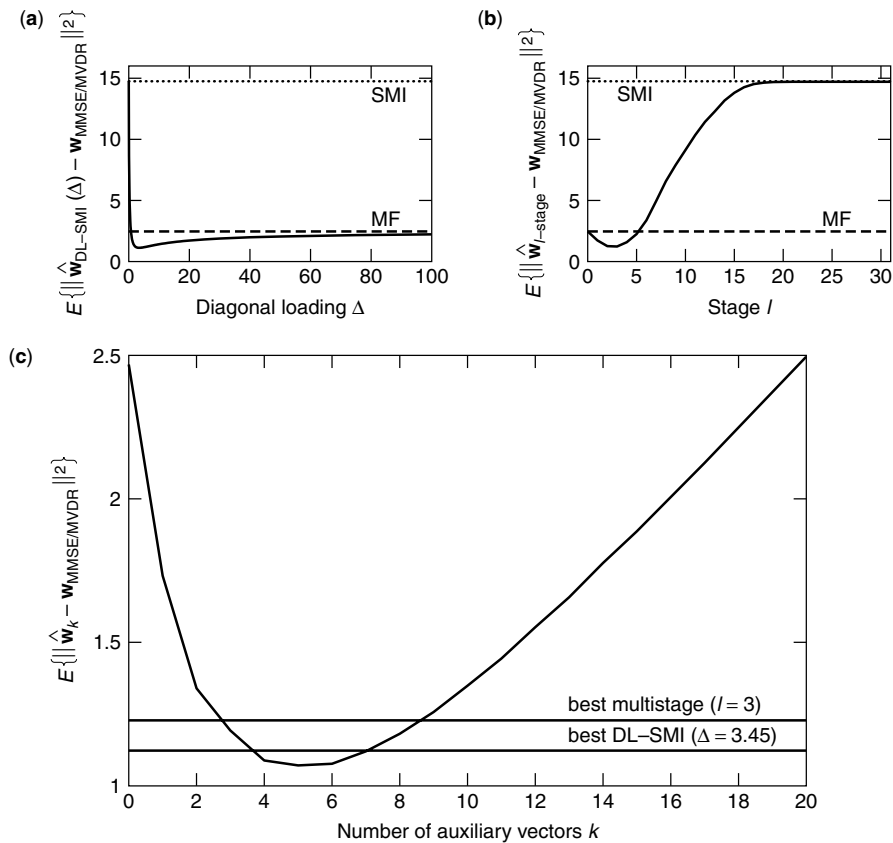 (a)
E{||ŵ_DL–SMI (Δ) − w_MMSE/MVDR||²}
15
10
5
0
SMI
MF
0 20 40 60 80 100
Diagonal loading Δ
(b)
E{||ŵ_l–stage − w_MMSE/MVDR||²}
15
10
5
0
SMI
MF
0 5 10 15 20 25 30
Stage l
(c)
E{||ŵ_k − w_MMSE/MVDR||²}
2.5
2
1.5
1
best multistage (l = 3)
best DL–SMI (Δ = 3.45)
0 2 4 6 8 10 12 14 16 18 20
Number of auxiliary vectors k